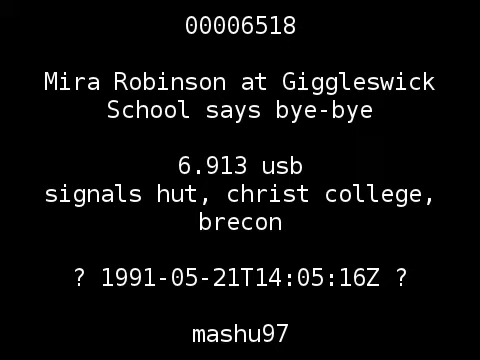 00006518
Mira Robinson at Giggleswick
School says bye-bye
6.913 usb
signals hut, christ college,
brecon
? 1991-05-21T14:05:16Z ?
mashu97